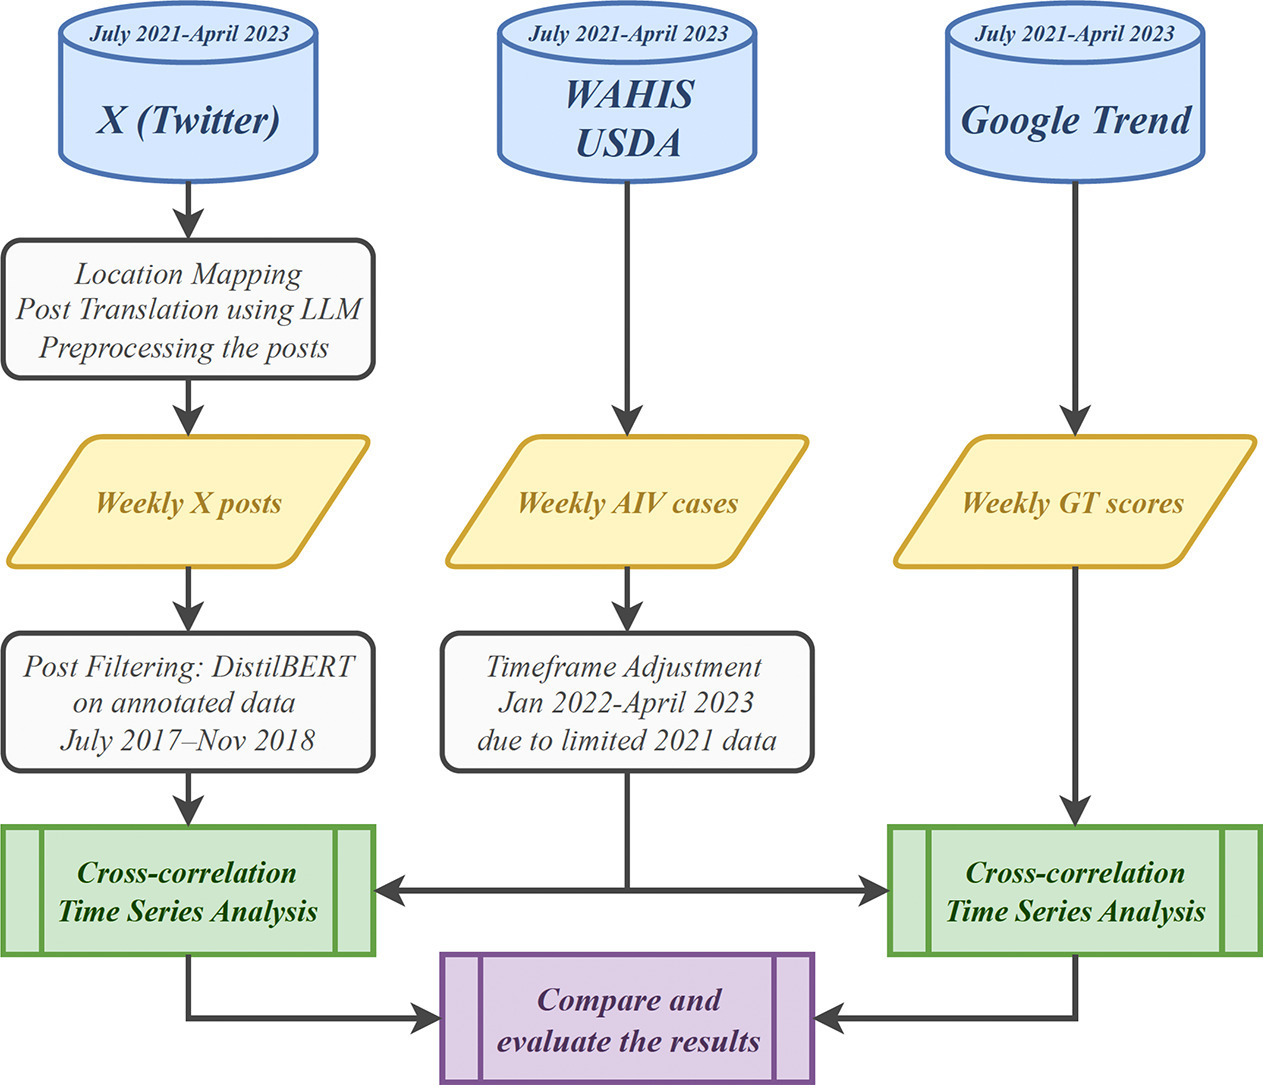 July 2021-April 2023
X (Twitter)
July 2021-April 2023
WAHIS
USDA
July 2021-April 2023
Google Trend
Location Mapping
Post Translation using LLM
Preprocessing the posts
Weekly X posts
Weekly AIV cases
Weekly GT scores
Post Filtering: DistilBERT
on annotated data
July 2017–Nov 2018
Timeframe Adjustment
Jan 2022-April 2023
due to limited 2021 data
Cross-correlation
Time Series Analysis
Cross-correlation
Time Series Analysis
Compare and
evaluate the results